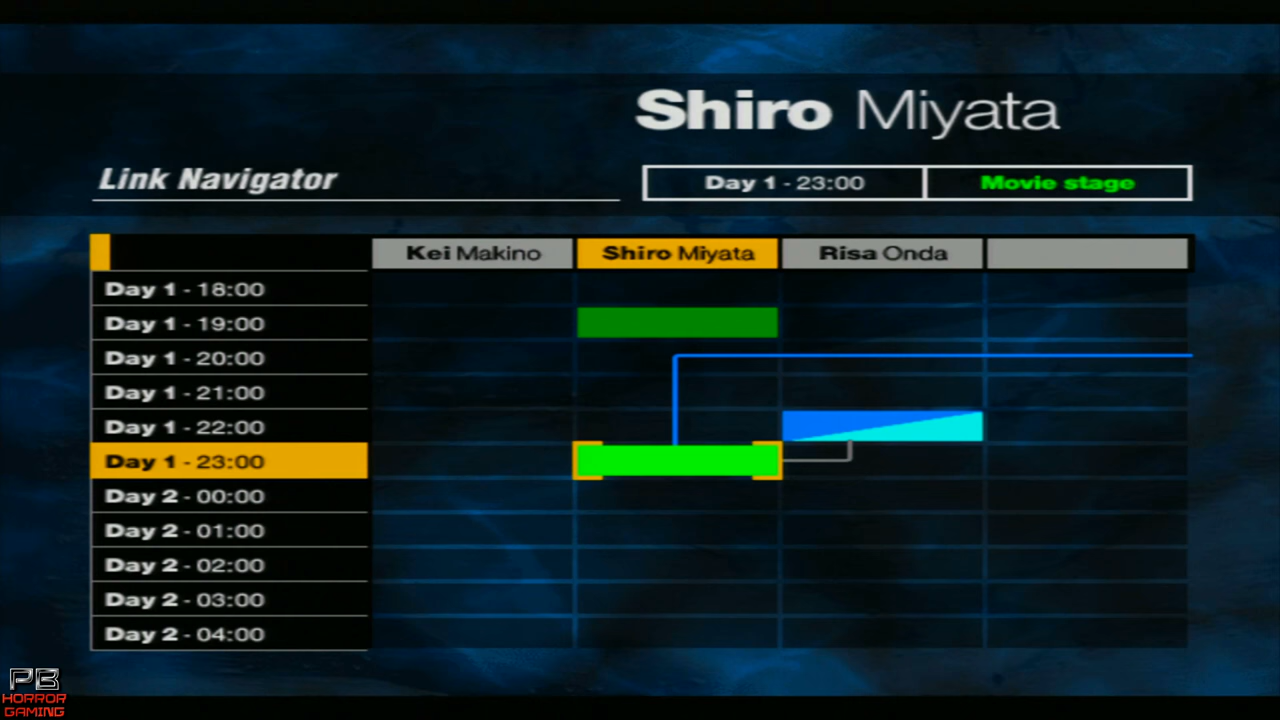 Shiro Miyata
Link Navigator
Day 1 - 23:00 Movie stage
Kei Makino Shiro Miyata Risa Onda
Day 1 - 18:00
Day 1 - 19:00
Day 1 - 20:00
Day 1 - 21:00
Day 1 - 22:00
Day 1 - 23:00
Day 2 - 00:00
Day 2 - 01:00
Day 2 - 02:00
Day 2 - 03:00
Day 2 - 04:00
PB
HORROR
GAMING